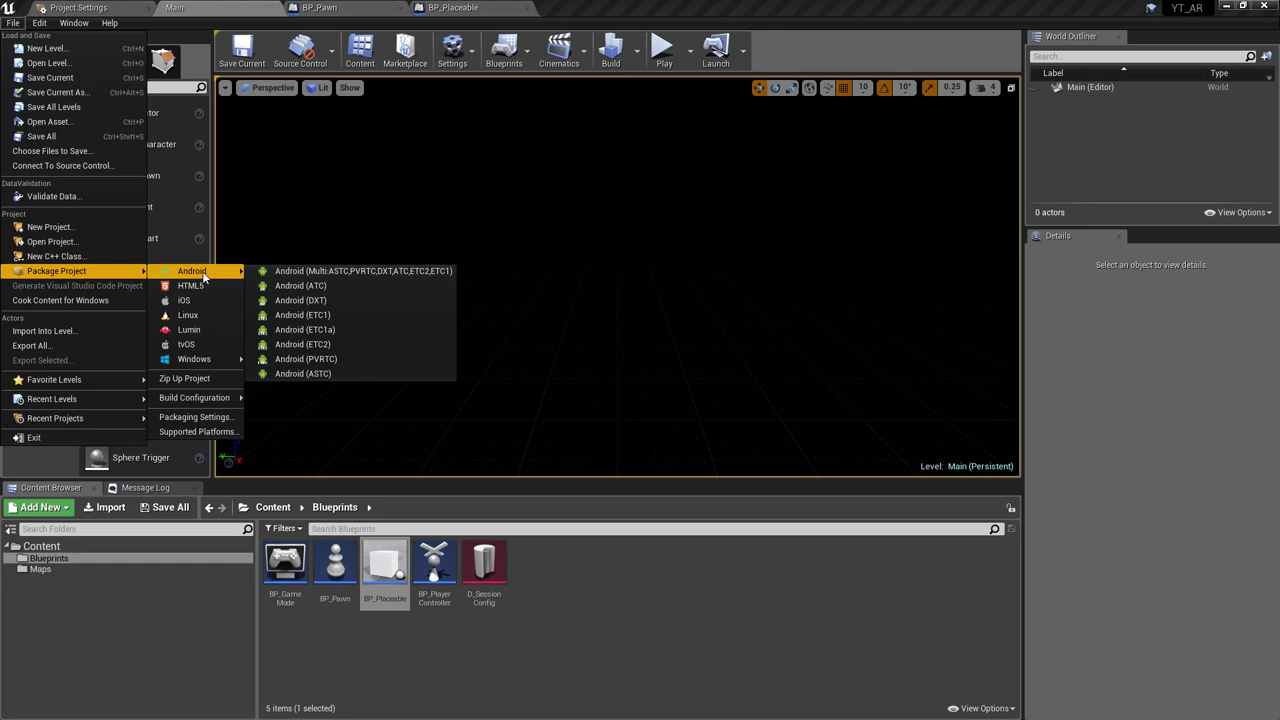 Project Settings
Main
BP_Pawn
BP_Placeable
YT_AR
File
Edit
Window
Help
Load and Save
New Level...
Ctrl+N
Open Level...
Ctrl+O
Save Current
Ctrl+S
Save Current As...
Ctrl+Alt+S
Save All Levels
Open Asset...
Ctrl+P
Save All
Ctrl+Shift+S
Choose Files to Save...
Connect To Source Control...
DataValidation
Validate Data...
Project
New Project...
Open Project...
New C++ Class...
Package Project
Generate Visual Studio Code Project
Cook Content for Windows
Actors
Import Into Level...
Export All...
Export Selected...
Favorite Levels
Recent Levels
Recent Projects
Exit
Android
HTML5
iOS
Linux
Lumin
tvOS
Windows
Zip Up Project
Build Configuration
Packaging Settings...
Supported Platforms...
Android (Multi:ASTC,PVRTC,DXT,ATC,ETC2,ETC1)
Android (ATC)
Android (DXT)
Android (ETC1)
Android (ETC1a)
Android (ETC2)
Android (PVRTC)
Android (ASTC)
ctor
aracter
awn
nt
art
Sphere Trigger
Save Current
Source Control
Content
Marketplace
Settings
Blueprints
Cinematics
Build
Play
Launch
Perspective
Lit
Show
10
10°
0.25
4
Level: Main (Persistent)
World Outliner
Search...
Label
Type
Main (Editor)
World
0 actors
View Options
Details
Select an object to view details.
Content Browser
Message Log
Add New
Import
Save All
Content
Blueprints
Search Folders
Filters
Search Blueprints
Content
Blueprints
Maps
BP_Game
Mode
BP_Pawn
BP_Placeable
BP_Player
Controller
D_Session
Config
5 items (1 selected)
View Options